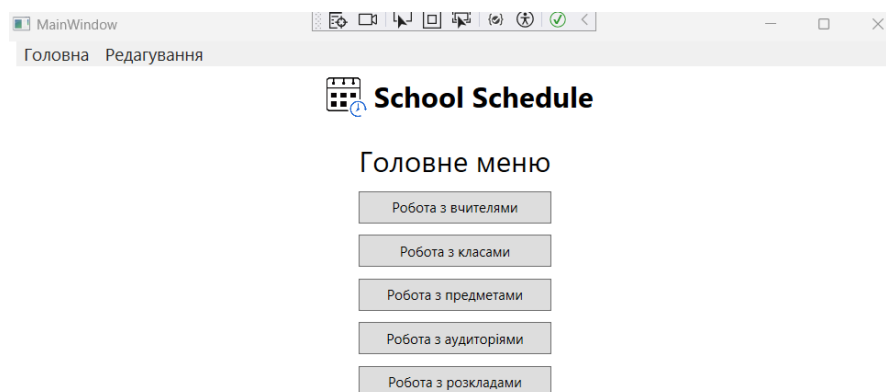 MainWindow
Головна Редагування
School Schedule
Головне меню
Робота з вчителями
Робота з класами
Робота з предметами
Робота з аудиторіями
Робота з розкладами